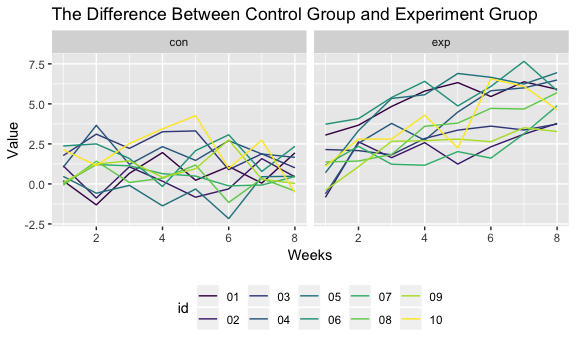 The Difference Between Control Group and Experiment Gruop
con exp
7.5
5.0
2.5
0.0
-2.5
2 4 6 8 2 4 6 8
Value
Weeks
id 01 03 05 07 09
02 04 06 08 10